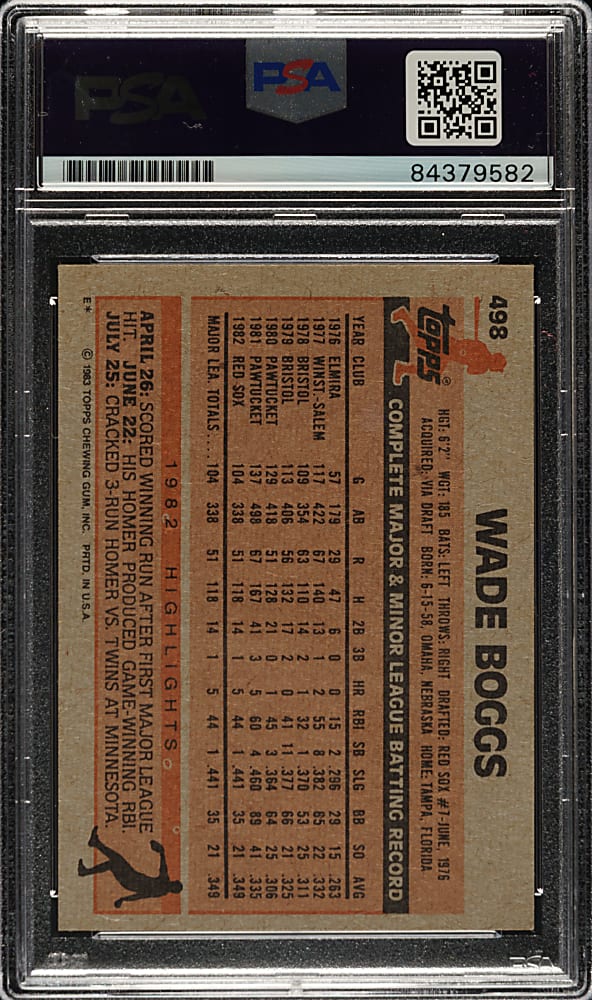 PSA
PSA
84379582
498
WADE BOGGS
Topps®
HGT: 6'2" WGT: 185 BATS: LEFT THROWS: RIGHT DRAFTED: RED SOX #7-JUNE, 1976
ACQUIRED: VIA DRAFT BORN: 6-15-58, OMAHA, NEBRASKA HOME: TAMPA, FLORIDA
COMPLETE MAJOR & MINOR LEAGUE BATTING RECORD
YEAR CLUB G AB R H 2B 3B HR RBI SB SLG BB SO AVG
1976 ELMIRA 57 179 29 47 6 0 0 15 2 .296 29 15 .263
1977 WINST.-SALEM 117 422 67 140 13 1 2 55 8 .382 85 22 .332
1978 BRISTOL 109 354 63 110 14 2 1 32 1 .370 53 25 .311
1979 BRISTOL 113 406 56 132 17 2 0 41 11 .377 66 21 .325
1980 PAWTUCKET 129 418 51 128 21 0 1 45 3 .364 64 25 .306
1981 PAWTUCKET 137 498 67 167 41 3 5 60 4 .460 89 41 .335
1982 RED SOX 104 338 51 118 14 1 5 44 1 .441 35 21 .349
MAJOR LEA. TOTALS.... 104 338 51 118 14 1 5 44 1 .441 35 21 .349
1982 HIGHLIGHTS
APRIL 26: SCORED WINNING RUN AFTER FIRST MAJOR LEAGUE
HIT. JUNE 22: HIS HOMER PRODUCED GAME-WINNING RBI.
JULY 25: CRACKED 3-RUN HOMER VS. TWINS AT MINNESOTA.
E* © 1983 TOPPS CHEWING GUM, INC. PRTD. IN U.S.A.
PSA